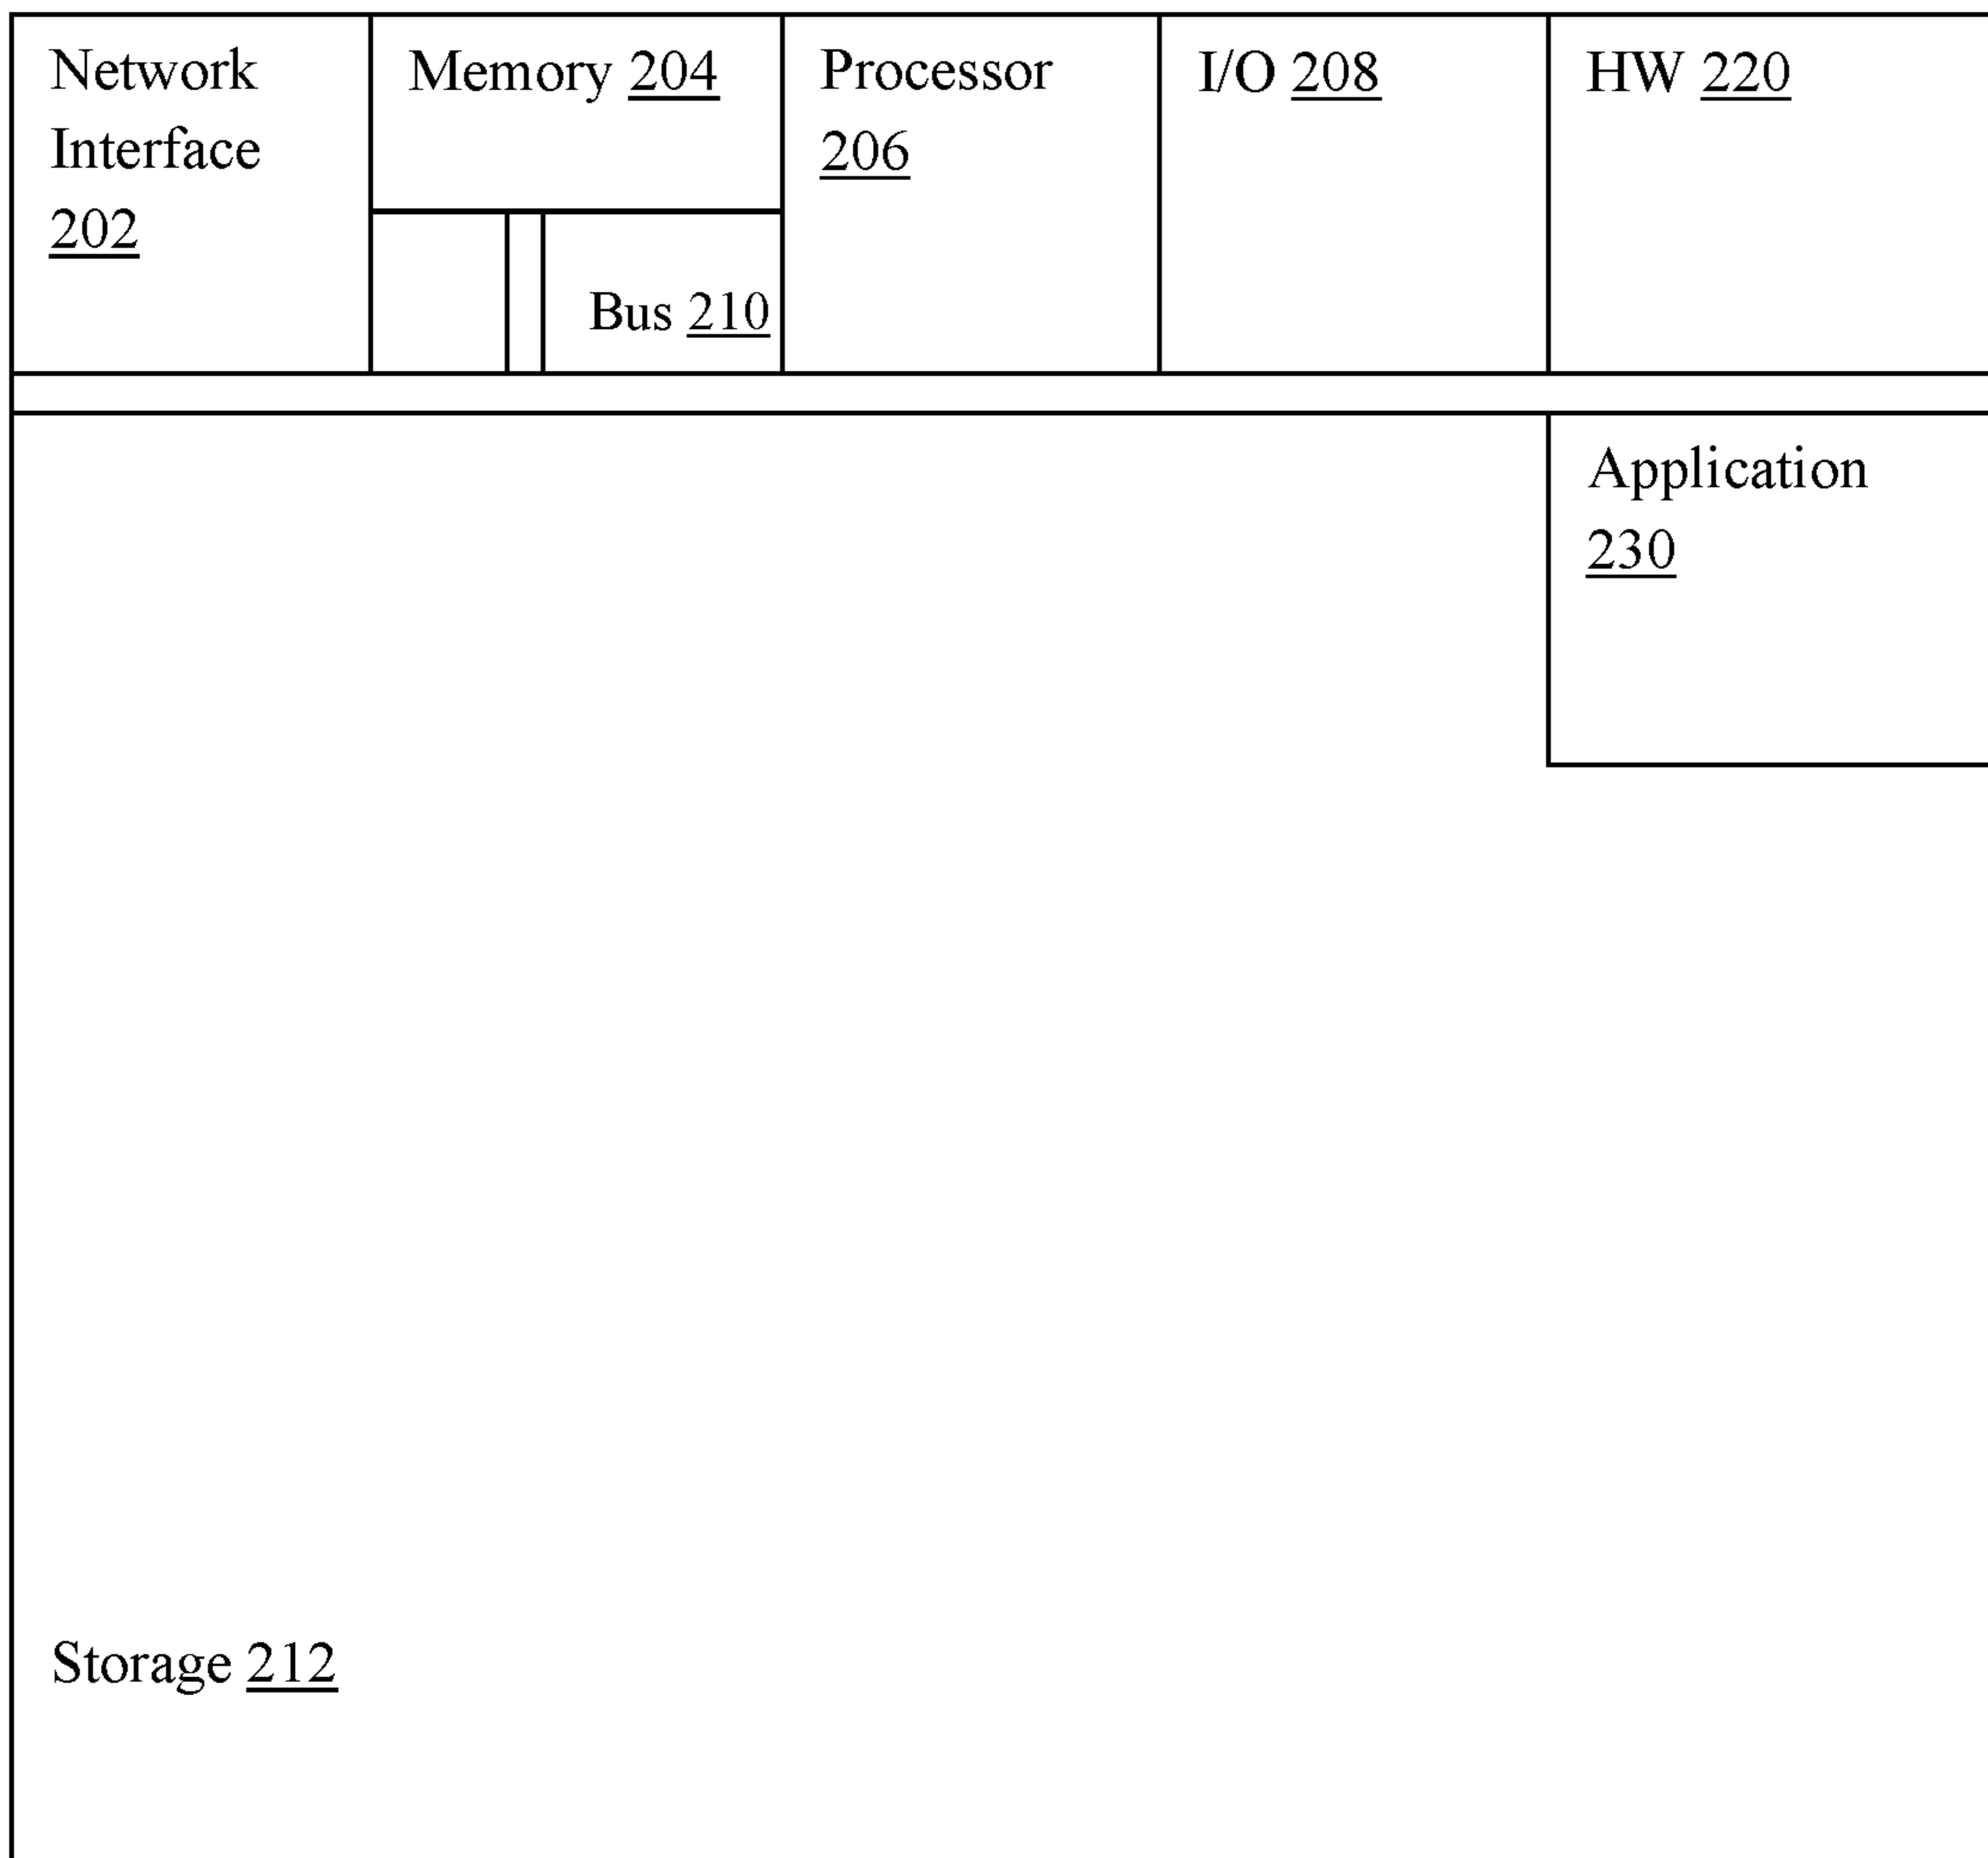 Network
Interface
202
Memory 204
Bus 210
Processor
206
I/O 208
HW 220
Application
230
Storage 212